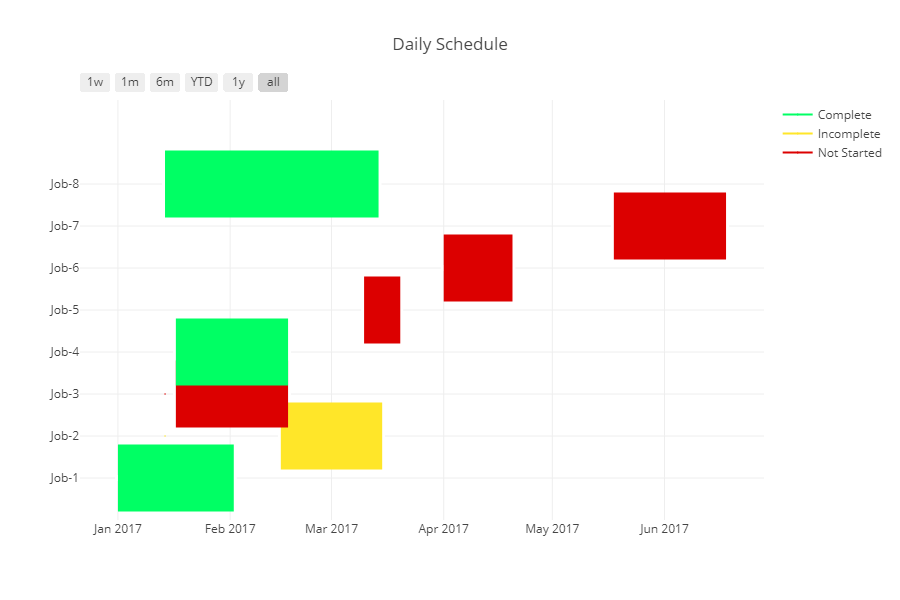 Daily Schedule
1w 1m 6m YTD 1y all
Complete
Incomplete
Not Started
Job-8
Job-7
Job-6
Job-5
Job-4
Job-3
Job-2
Job-1
Jan 2017 Feb 2017 Mar 2017 Apr 2017 May 2017 Jun 2017